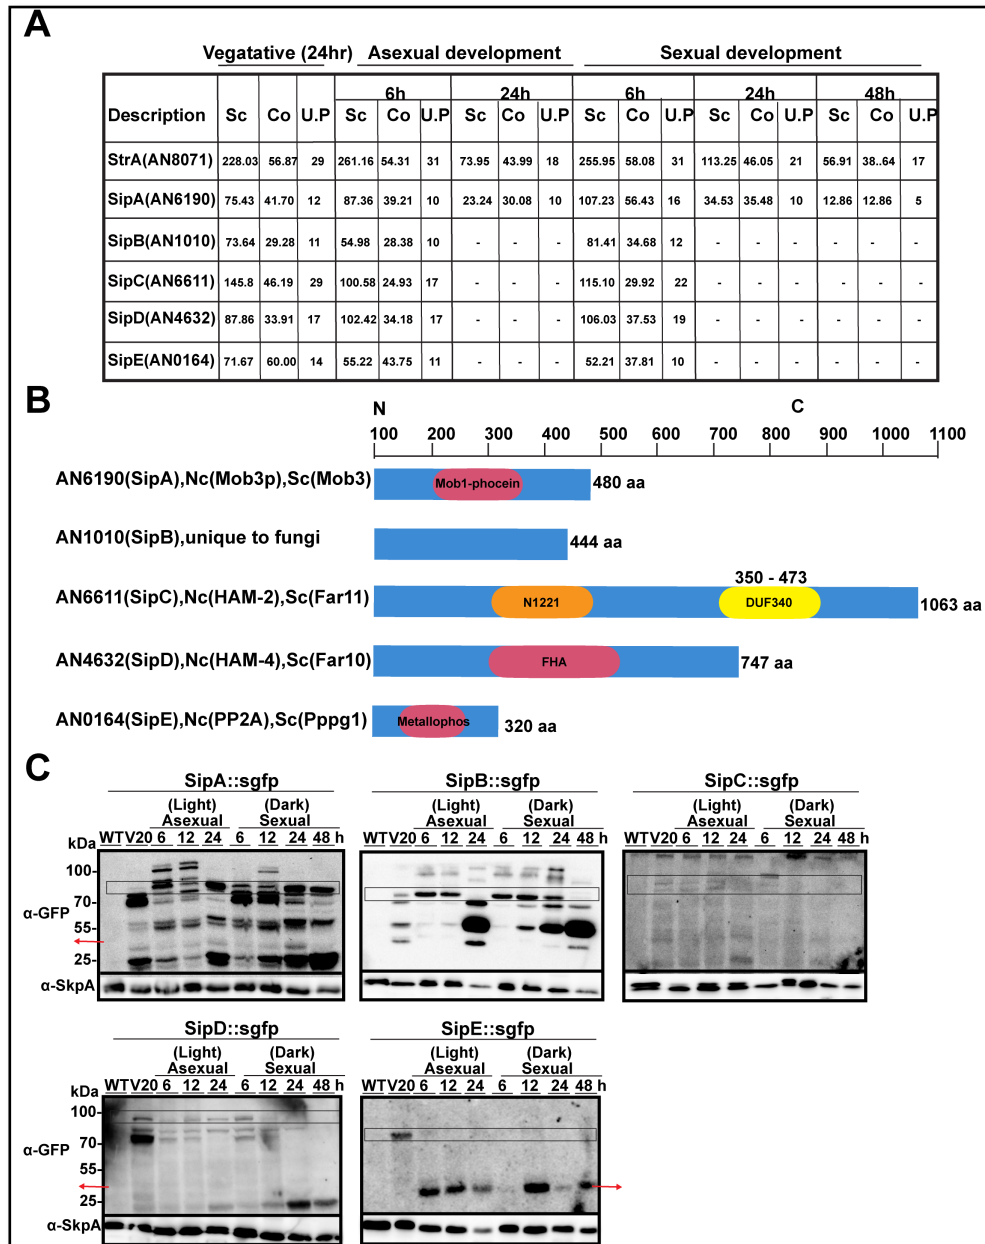 A
Vegatative (24hr) Asexual development Sexual development
6h 24h 6h 24h 48h
Description Sc Co U.P Sc Co U.P Sc Co U.P Sc Co U.P Sc Co U.P Sc Co U.P
StrA(AN8071) 228.03 56.87 29 261.16 54.31 31 73.95 43.99 18 255.95 58.08 31 113.25 46.05 21 56.91 38..64 17
SipA(AN6190) 75.43 41.70 12 87.36 39.21 10 23.24 30.08 10 107.23 56.43 16 34.53 35.48 10 12.86 12.86 5
SipB(AN1010) 73.64 29.28 11 54.98 28.38 10 - - - 81.41 34.68 12 - - - - - -
SipC(AN6611) 145.8 46.19 29 100.58 24.93 17 - - - 115.10 29.92 22 - - - - - -
SipD(AN4632) 87.86 33.91 17 102.42 34.18 17 - - - 106.03 37.53 19 - - - - - -
SipE(AN0164) 71.67 60.00 14 55.22 43.75 11 - - - 52.21 37.81 10 - - - - - -
B
N C
100 200 300 400 500 600 700 800 900 1000 1100
AN6190(SipA),Nc(Mob3p),Sc(Mob3) Mob1-phocein 480 aa
AN1010(SipB),unique to fungi 444 aa
350 - 473
AN6611(SipC),Nc(HAM-2),Sc(Far11) N1221 DUF340 1063 aa
AN4632(SipD),Nc(HAM-4),Sc(Far10) FHA 747 aa
AN0164(SipE),Nc(PP2A),Sc(Pppg1) Metallophos 320 aa
C
SipA::sgfp SipB::sgfp SipC::sgfp
(Light) (Dark) (Light) (Dark) (Light) (Dark)
Asexual Sexual Asexual Sexual Asexual Sexual
WT V20 6 12 24 6 12 24 48 h WT V20 6 12 24 6 12 24 48 h WT V20 6 12 24 6 12 24 48 h
kDa
100-
α-GFP
70-
55-
25-
α-SkpA
SipD::sgfp SipE::sgfp
(Light) (Dark) (Light) (Dark)
Asexual Sexual Asexual Sexual
WT V20 6 12 24 6 12 24 48 h WT V20 6 12 24 6 12 24 48 h
kDa
100-
α-GFP
70-
55-
25-
α-SkpA